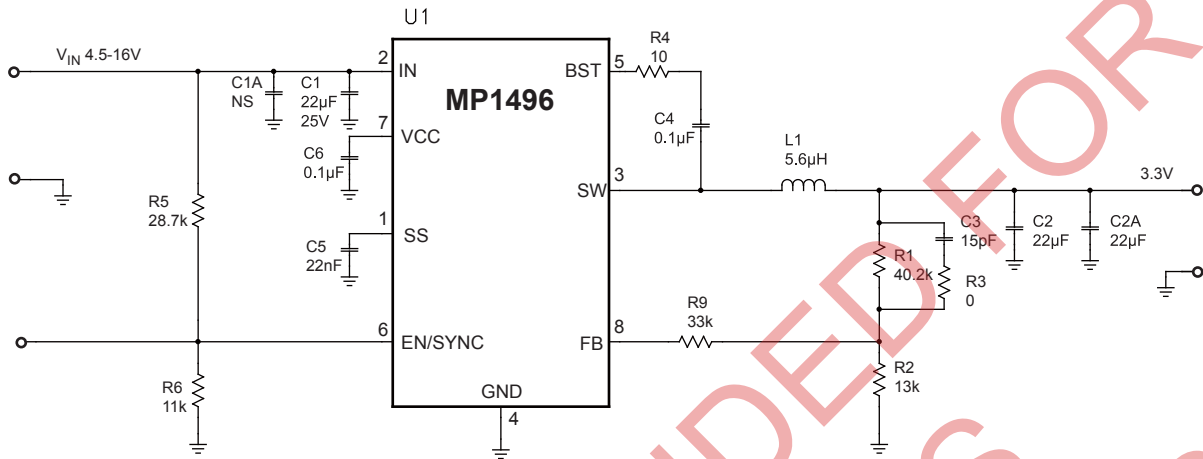 U1
V_IN 4.5-16V
C1A
NS
C1
22µF
25V
2
IN
MP1496
BST
5
R4
10
7
VCC
C6
0.1µF
C4
0.1µF
L1
5.6µH
3
SW
3.3V
R5
28.7k
1
SS
C5
22nF
C3
15pF
C2
22µF
C2A
22µF
R1
40.2k
R3
0
R9
33k
6
EN/SYNC
FB
8
R6
11k
GND
4
R2
13k
DED FOR